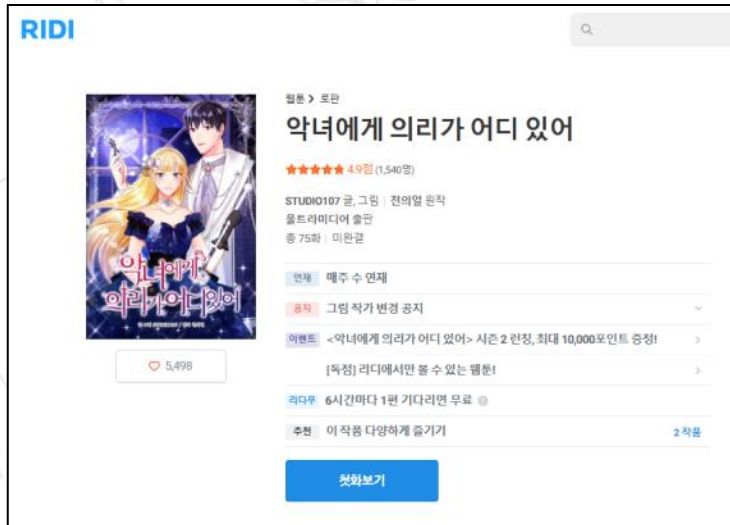 RIDI
웹툰 > 로판
악녀에게 의리가 어디 있어
★★★★★ 4.9점 (1,540명)
STUDIO107 글, 그림 | 천의얼 원작
울트라미디어 출판
총 75화 | 미완결
연재 매주 수 연재
공지 그림 작가 변경 공지
이벤트 <악녀에게 의리가 어디 있어> 시즌 2 런칭, 최대 10,000포인트 증정!
[독점] 리디에서만 볼 수 있는 웹툰!
리다무 6시간마다 1편 기다리면 무료
추천 이 작품 다양하게 즐기기 2 작품
첫화보기
악녀에게
의리가 어디있어
5,498